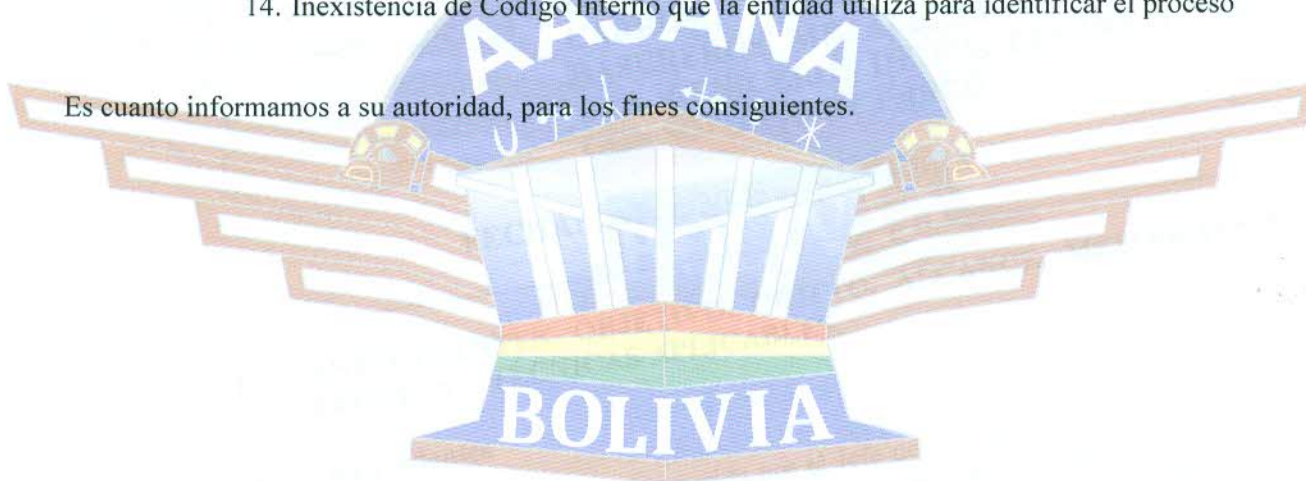 14. Inexistencia de Código Interno que la entidad utiliza para identificar el proceso
AASANA
Es cuanto informamos a su autoridad, para los fines consiguientes.
BOLIVIA